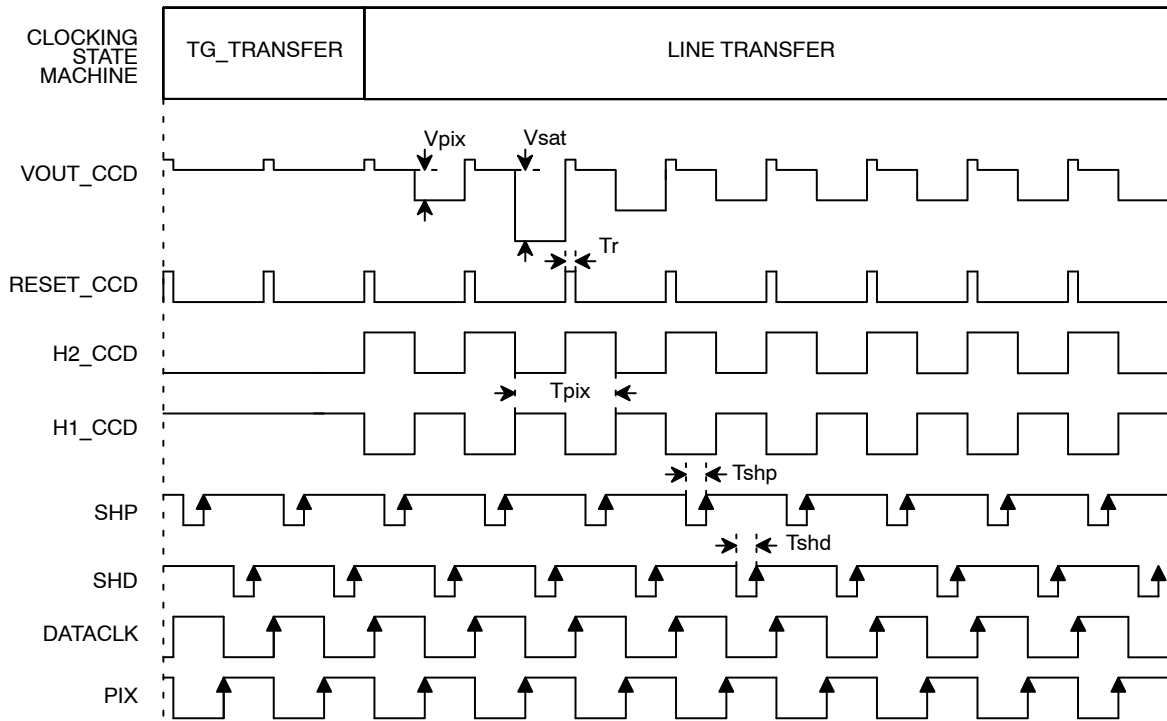 CLOCKING
STATE
MACHINE
TG_TRANSFER
LINE TRANSFER
Vpix
Vsat
VOUT_CCD
Tr
RESET_CCD
H2_CCD
Tpix
H1_CCD
Tshp
SHP
Tshd
SHD
DATACLK
PIX